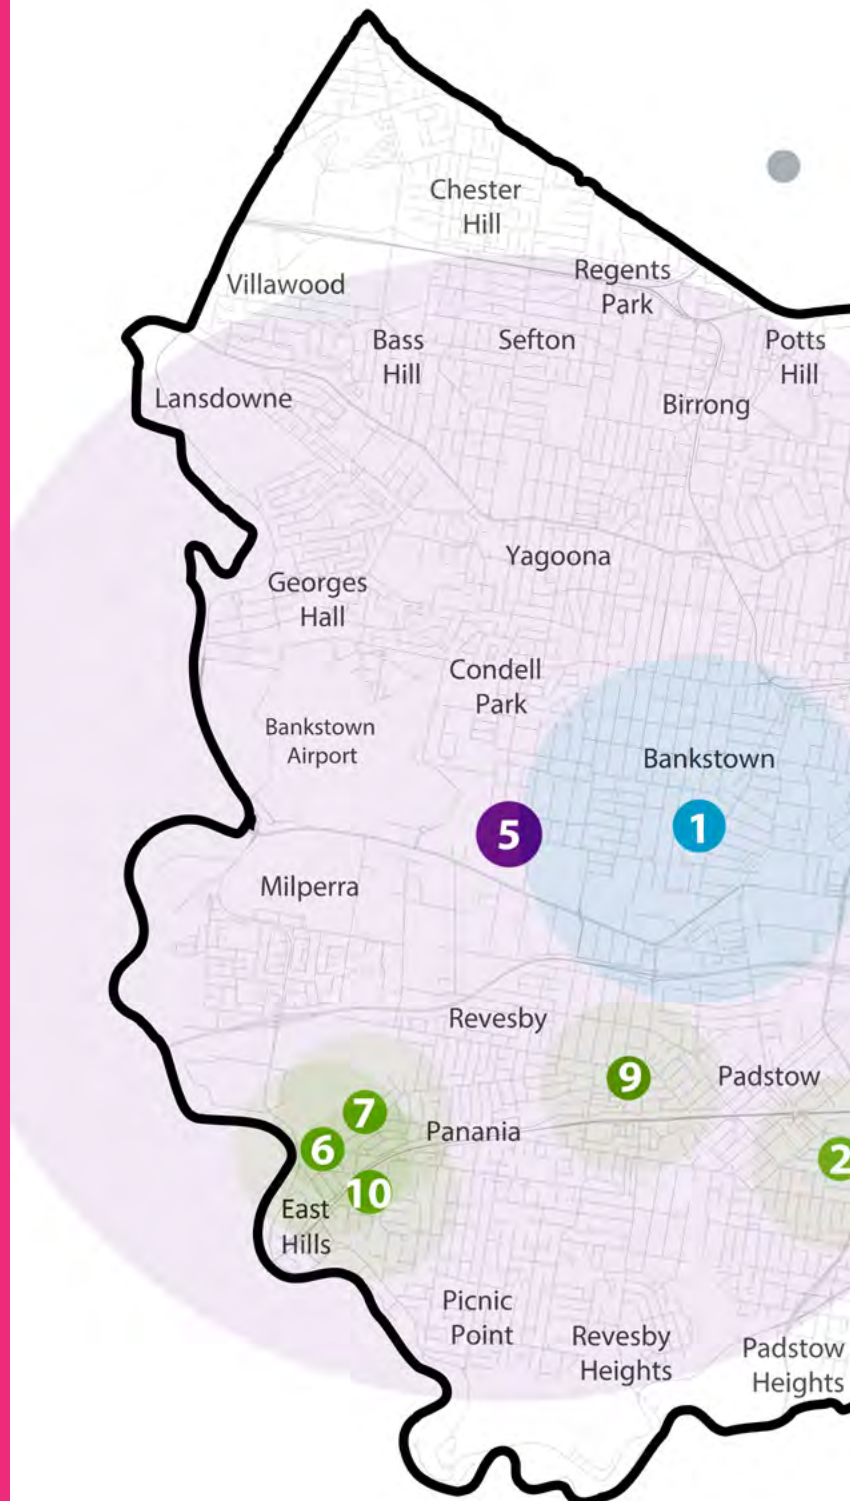 Chester
Hill
Regents
Park
Villawood
Bass
Hill
Sefton
Potts
Hill
Lansdowne
Birrong
Yagoona
Georges
Hall
Condell
Park
Bankstown
Airport
Bankstown
5
1
Milperra
Revesby
9
Padstow
7
Panania
6
2
10
East
Hills
Picnic
Point
Revesby
Heights
Padstow
Heights